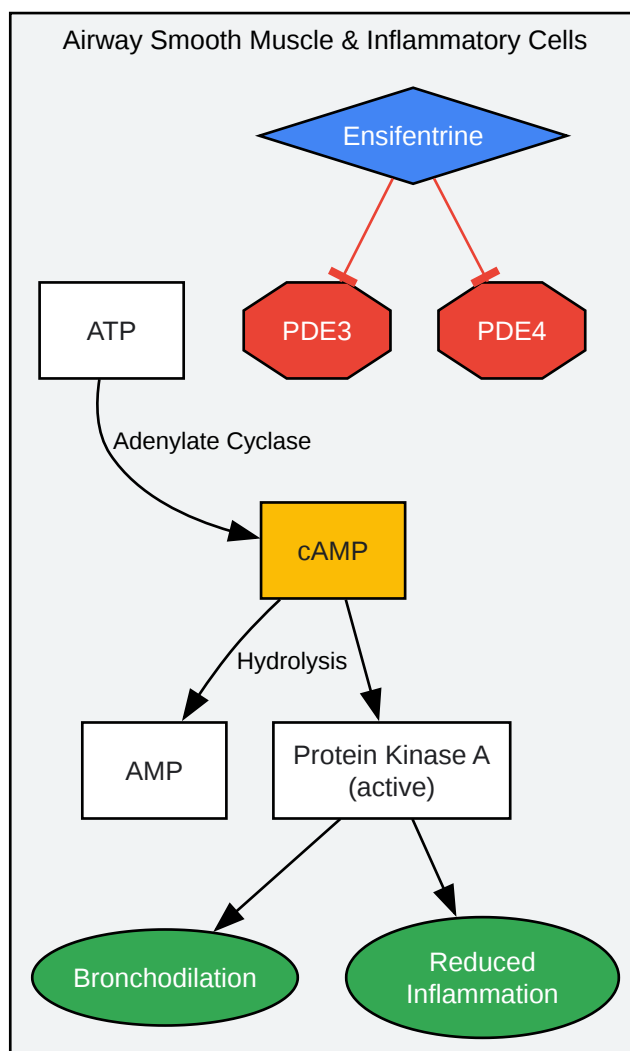 Airway Smooth Muscle & Inflammatory Cells
Ensifentrine
ATP
PDE3
PDE4
Adenylate Cyclase
cAMP
Hydrolysis
AMP
Protein Kinase A
(active)
Bronchodilation
Reduced
Inflammation